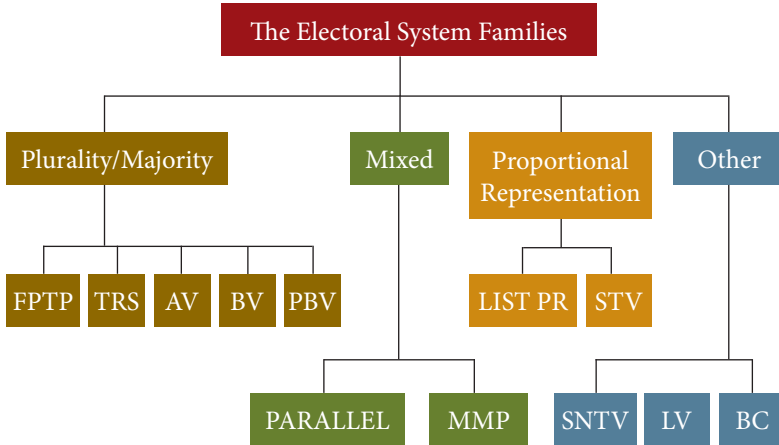 The Electoral System Families
Plurality/Majority
Mixed
Proportional
Representation
Other
FPTP
TRS
AV
BV
PBV
LIST PR
STV
PARALLEL
MMP
SNTV
LV
BC